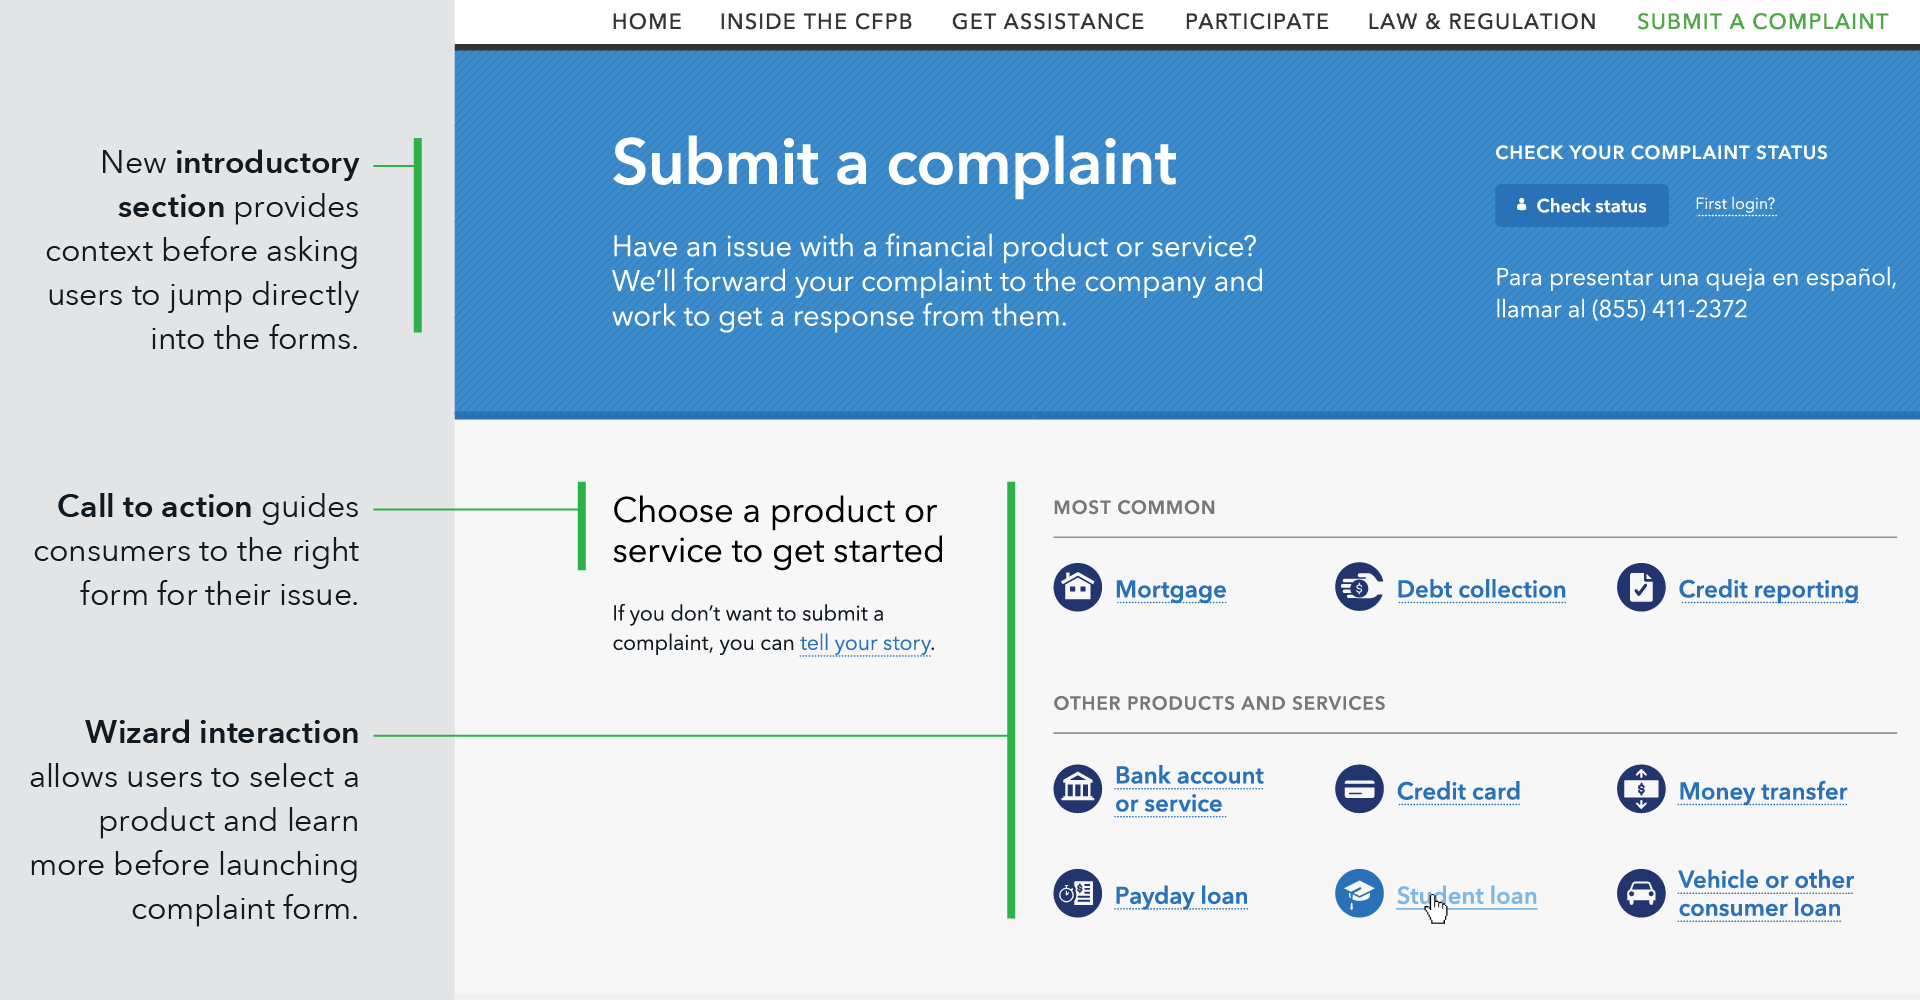 HOME INSIDE THE CFPB GET ASSISTANCE PARTICIPATE LAW & REGULATION SUBMIT A COMPLAINT
New introductory
section provides
context before asking
users to jump directly
into the forms.
Submit a complaint
Have an issue with a financial product or service?
We’ll forward your complaint to the company and
work to get a response from them.
CHECK YOUR COMPLAINT STATUS
Check status First login?
Para presentar una queja en español,
llamar al (855) 411-2372
Call to action guides
consumers to the right
form for their issue.
Choose a product or
service to get started
If you don’t want to submit a
complaint, you can tell your story.
Wizard interaction
allows users to select a
product and learn
more before launching
complaint form.
MOST COMMON
Mortgage Debt collection Credit reporting
OTHER PRODUCTS AND SERVICES
Bank account
or service
Credit card
Money transfer
Payday loan
Student loan
Vehicle or other
consumer loan